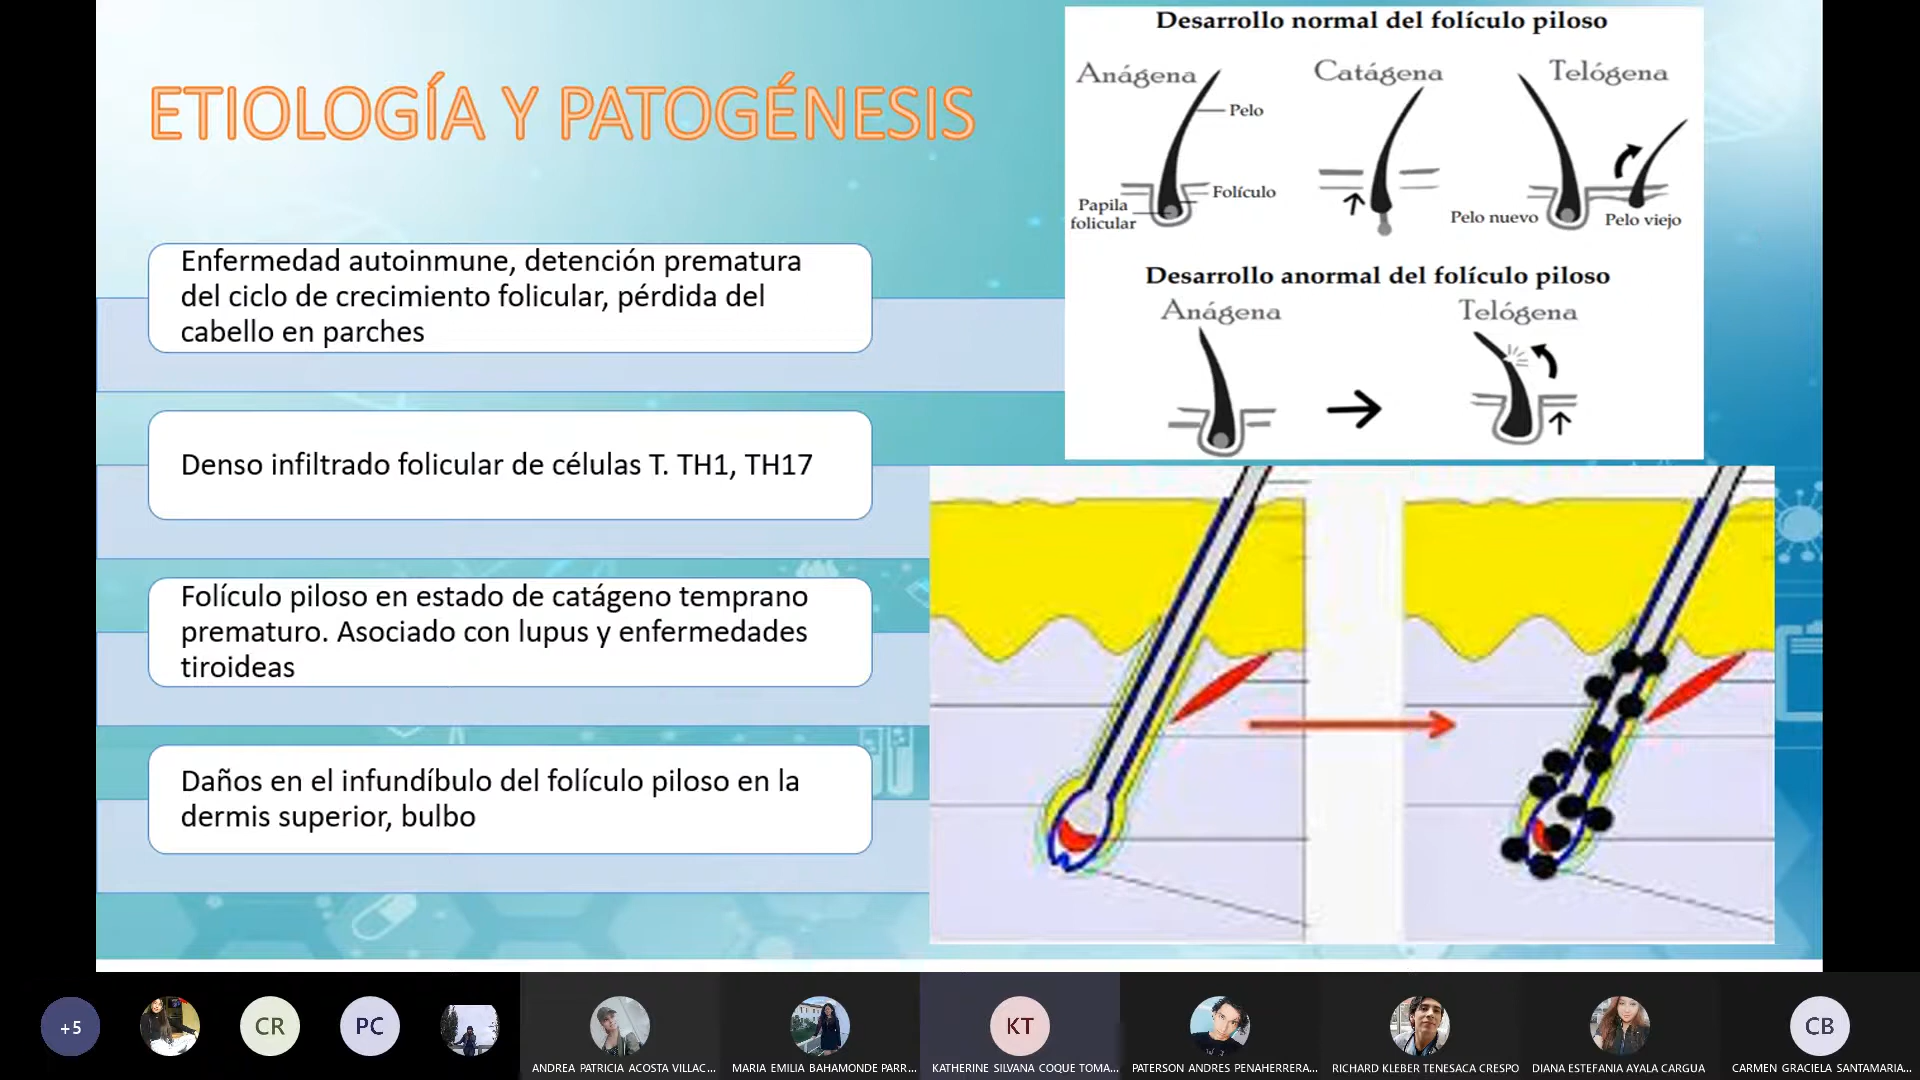 ETIOLOGÍA Y PATOGÉNESIS
Enfermedad autoinmune, detención prematura
del ciclo de crecimiento folicular, pérdida del
cabello en parches
Denso infiltrado folicular de células T. TH1, TH17
Folículo piloso en estado de catágeno temprano
prematuro. Asociado con lupus y enfermedades
tiroideas
Daños en el infundíbulo del folículo piloso en la
dermis superior, bulbo
Desarrollo normal del folículo piloso
Anágena
Catágena
Telógena
Pelo
Folículo
Papila
folicular
Pelo nuevo
Pelo viejo
Desarrollo anormal del folículo piloso
Anágena
Telógena
+5
CR
PC
KT
CB
ANDREA PATRICIA ACOSTA VILLAC...
MARIA EMILIA BAHAMONDE PARR...
KATHERINE SILVANA COQUE TOMA...
PATERSON ANDRES PENAHERRERA...
RICHARD KLEBER TENESACA CRESPO
DIANA ESTEFANIA AYALA CARGUA
CARMEN GRACIELA SANTAMARIA...